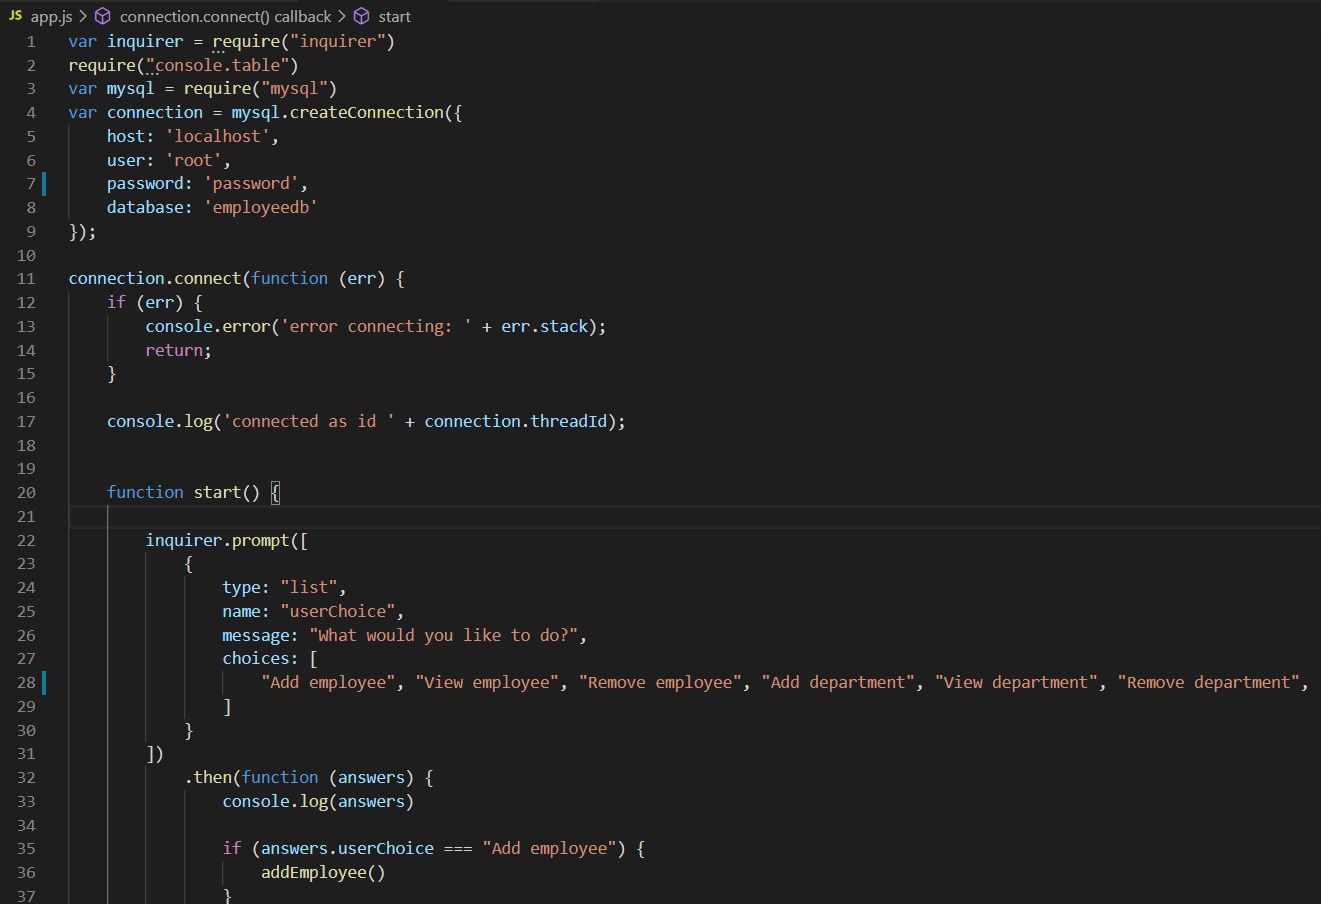 JS app.js > connection.connect() callback > start
1 var inquirer = require("inquirer")
2 require("console.table")
3 var mysql = require("mysql")
4 var connection = mysql.createConnection({
5     host: 'localhost',
6     user: 'root',
7     password: 'password',
8     database: 'employeedb'
9 });
10
11 connection.connect(function (err) {
12     if (err) {
13         console.error('error connecting: ' + err.stack);
14         return;
15     }
16
17     console.log('connected as id ' + connection.threadId);
18
19
20     function start() {
21
22         inquirer.prompt([
23             {
24                 type: "list",
25                 name: "userChoice",
26                 message: "What would you like to do?",
27                 choices: [
28                     "Add employee", "View employee", "Remove employee", "Add department", "View department", "Remove department",
29                 ]
30             }
31         ])
32             .then(function (answers) {
33                 console.log(answers)
34
35                 if (answers.userChoice === "Add employee") {
36                     addEmployee()
37                 }